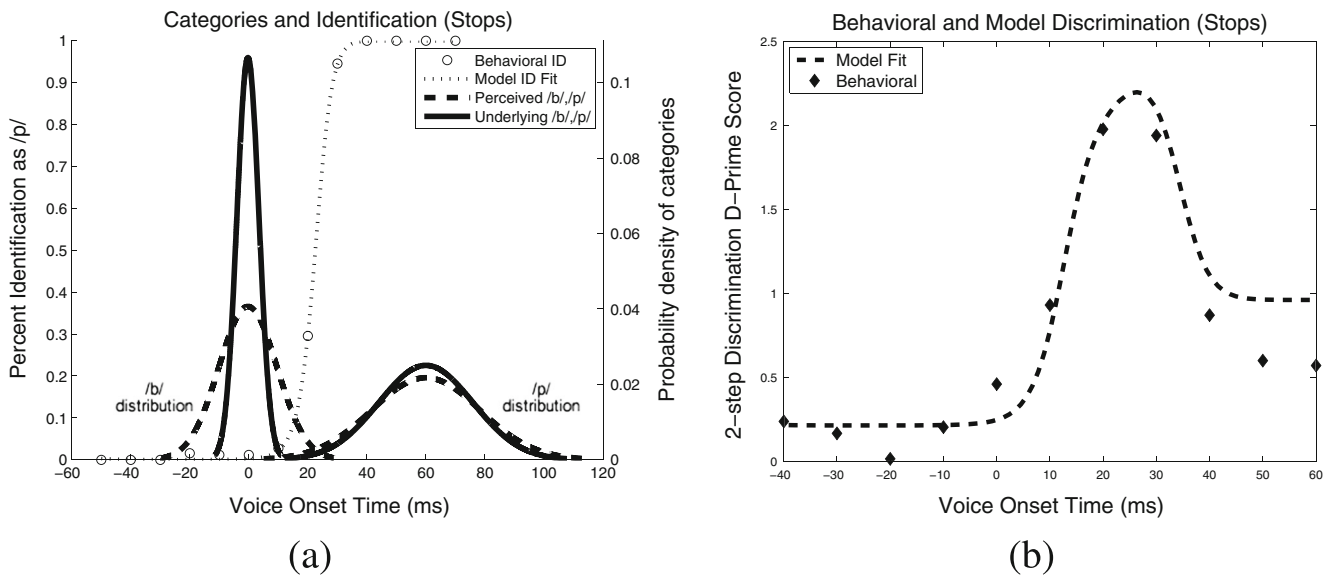 Categories and Identification (Stops)
Percent Identification as /p/
1
0.9
0.8
0.7
0.6
0.5
0.4
0.3
0.2
0.1
0
Behavioral ID
Model ID Fit
Perceived /b/,/p/
Underlying /b/,/p/
/b/
distribution
/p/
distribution
0.1
0.08
0.06
0.04
0.02
0
Probability density of categories
−60 −40 −20 0 20 40 60 80 100 120
Voice Onset Time (ms)
(a)
Behavioral and Model Discrimination (Stops)
2−step Discrimination D−Prime Score
2.5
2
1.5
1
0.5
0
Model Fit
Behavioral
−40 −30 −20 −10 0 10 20 30 40 50 60
Voice Onset Time (ms)
(b)